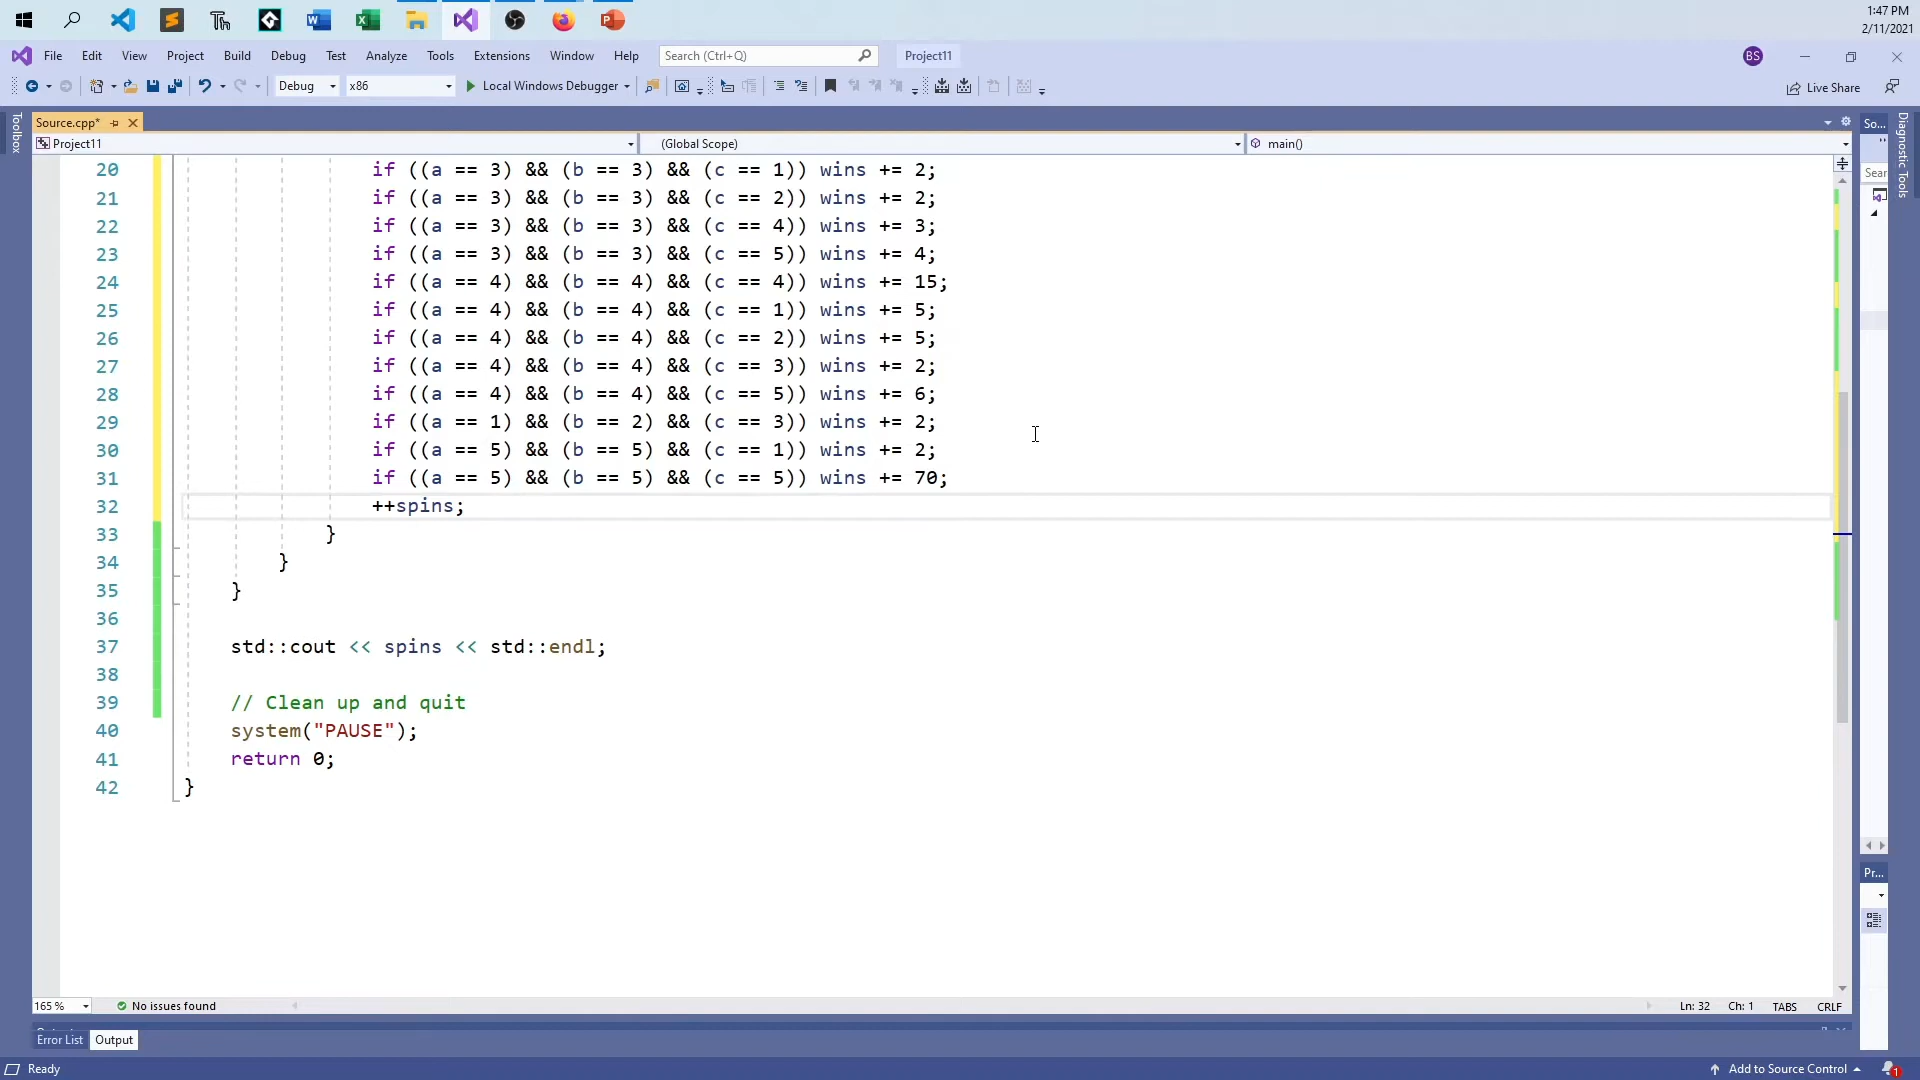 1:47 PM
2/11/2021
File Edit View Project Build Debug Test Analyze Tools Extensions Window Help Search (Ctrl+Q) Project11 BS
Debug x86 Local Windows Debugger Live Share
Toolbox
Source.cpp*
So...
Diagnostic Tools
Project11 (Global Scope) main()
Sear
20 if ((a == 3) && (b == 3) && (c == 1)) wins += 2;
21 if ((a == 3) && (b == 3) && (c == 2)) wins += 2;
22 if ((a == 3) && (b == 3) && (c == 4)) wins += 3;
23 if ((a == 3) && (b == 3) && (c == 5)) wins += 4;
24 if ((a == 4) && (b == 4) && (c == 4)) wins += 15;
25 if ((a == 4) && (b == 4) && (c == 1)) wins += 5;
26 if ((a == 4) && (b == 4) && (c == 2)) wins += 5;
27 if ((a == 4) && (b == 4) && (c == 3)) wins += 2;
28 if ((a == 4) && (b == 4) && (c == 5)) wins += 6;
29 if ((a == 1) && (b == 2) && (c == 3)) wins += 2;
30 if ((a == 5) && (b == 5) && (c == 1)) wins += 2;
31 if ((a == 5) && (b == 5) && (c == 5)) wins += 70;
32 ++spins;
33 }
34 }
35 }
36
37 std::cout << spins << std::endl;
38
39 // Clean up and quit
40 system("PAUSE");
41 return 0;
42 }
Pr...
165 % No issues found Ln: 32 Ch: 1 TABS CRLF
Error List Output
Ready Add to Source Control 1